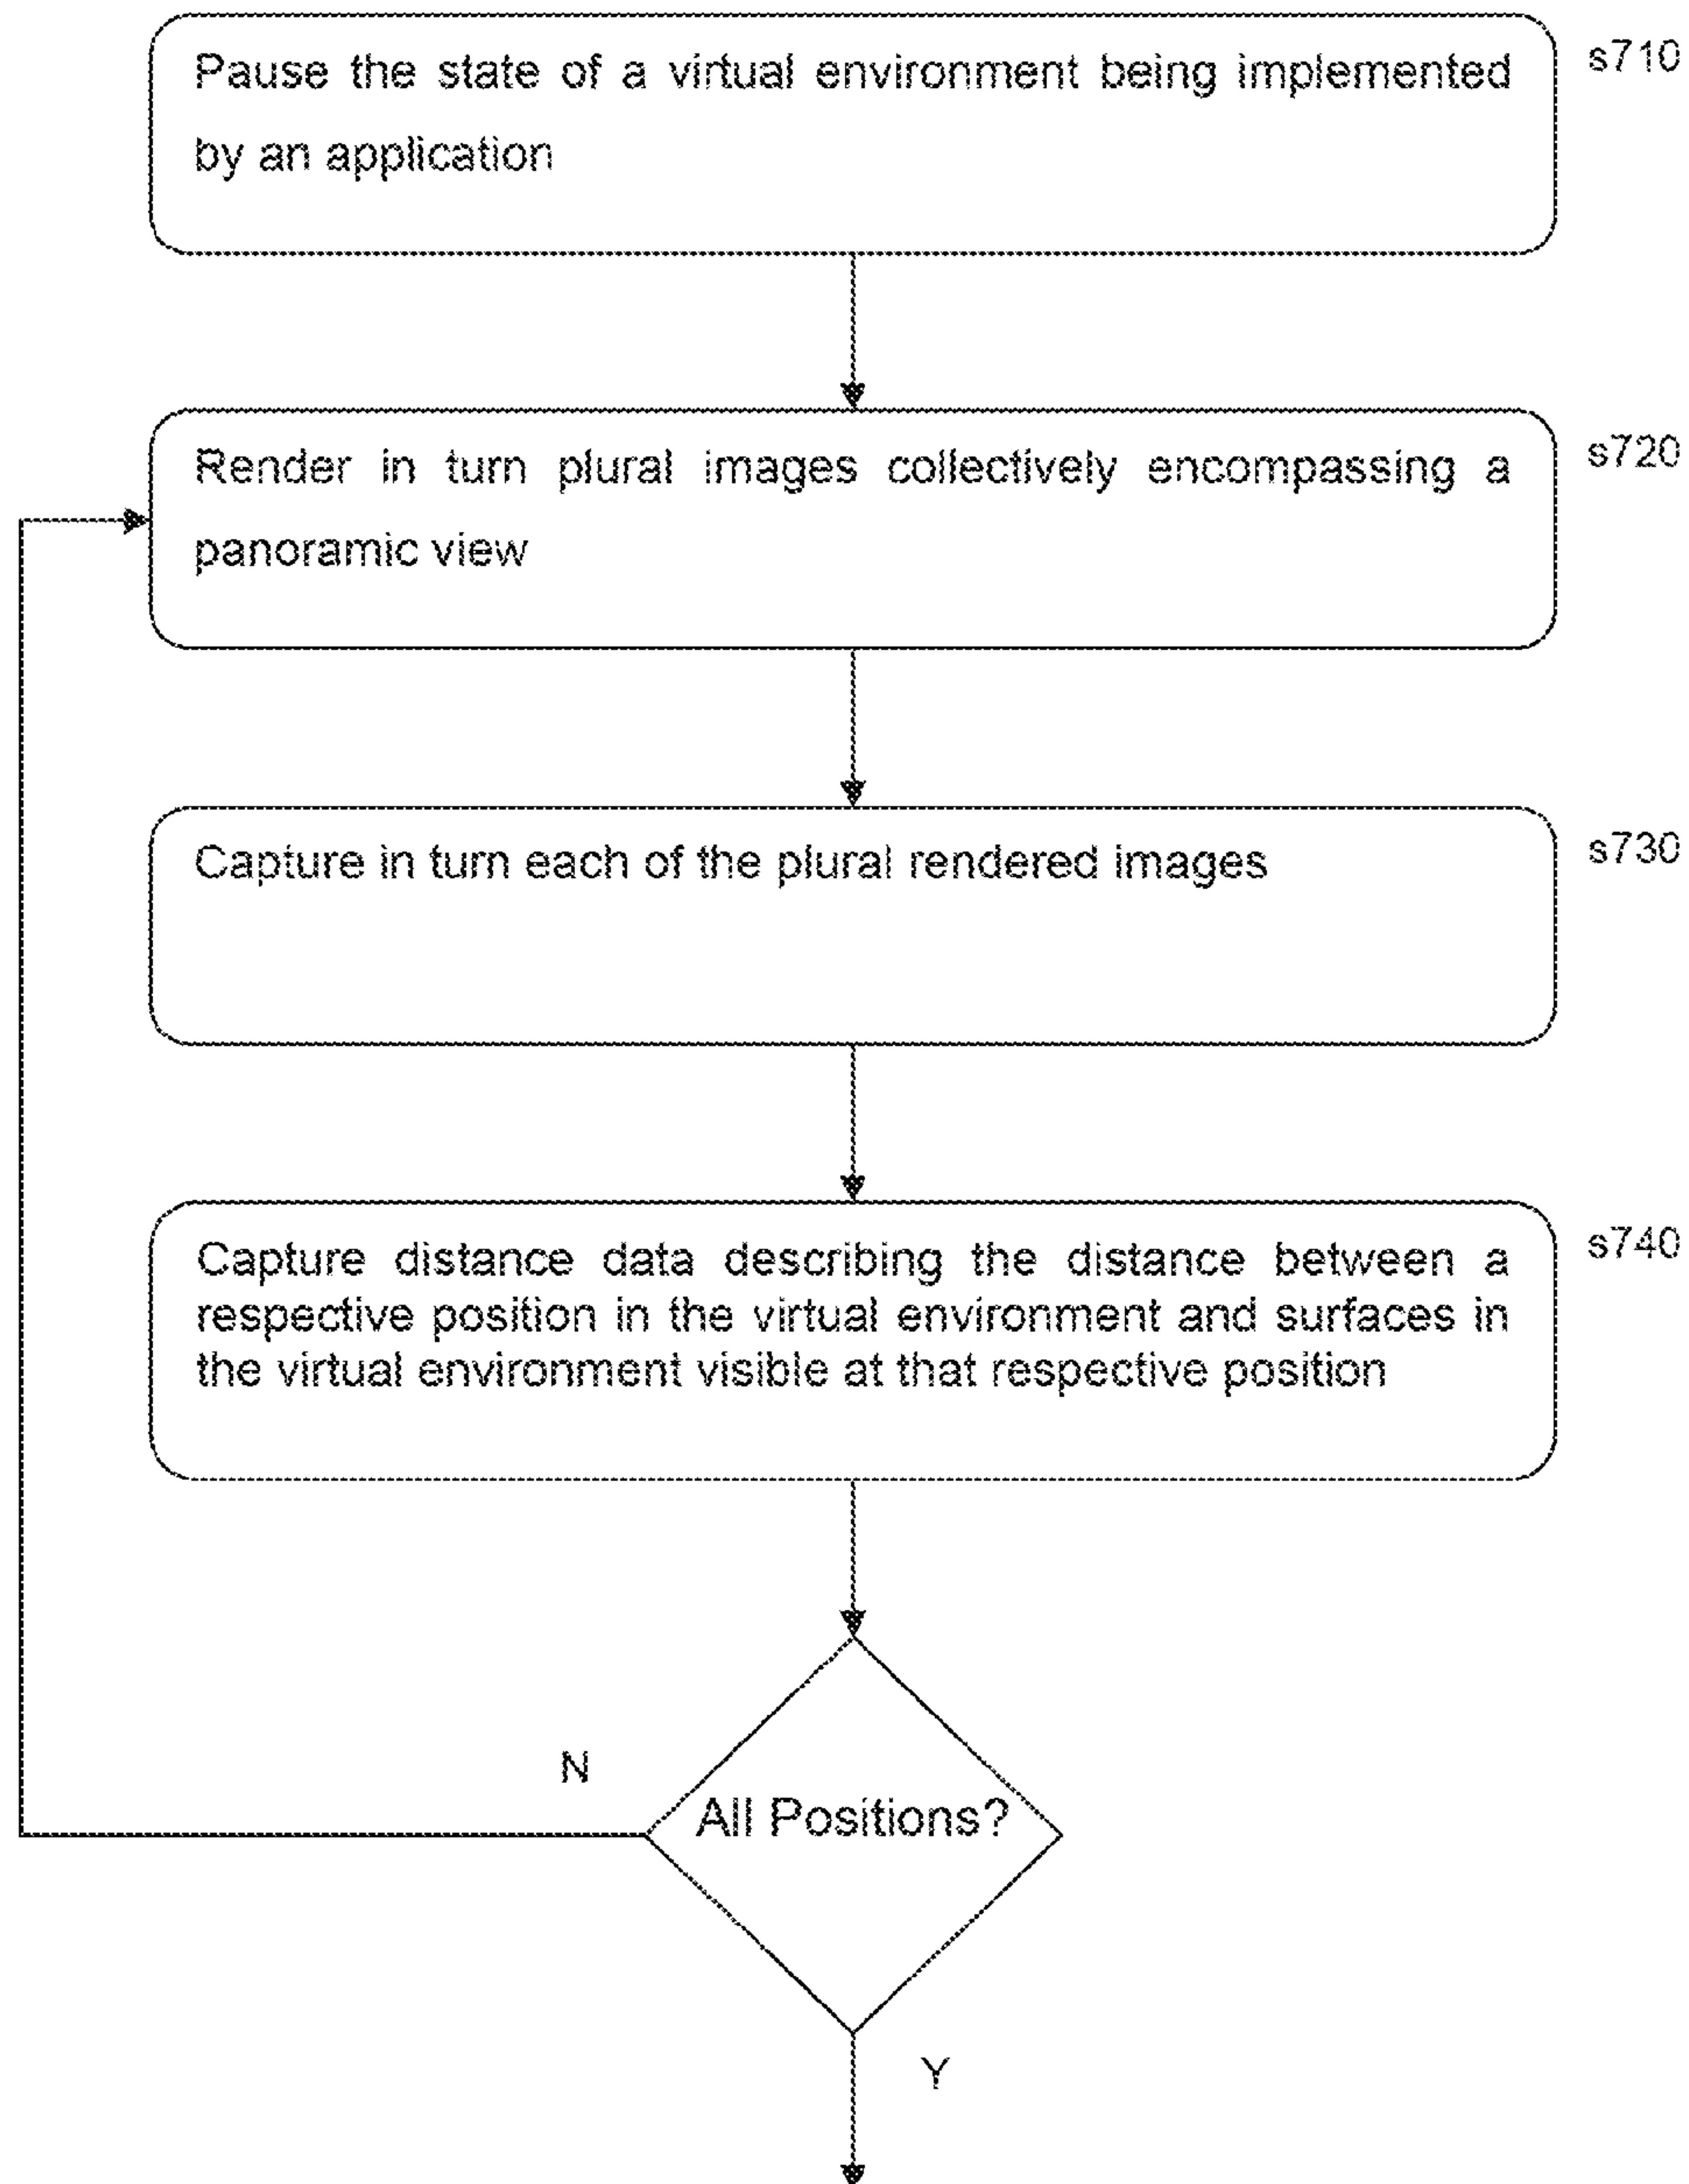 Pause the state of a virtual environment being implemented
by an application
s710
Render in turn plural images collectively encompassing a
panoramic view
s720
Capture in turn each of the plural rendered images
s730
Capture distance data describing the distance between a
respective position in the virtual environment and surfaces in
the virtual environment visible at that respective position
s740
N
All Positions?
Y